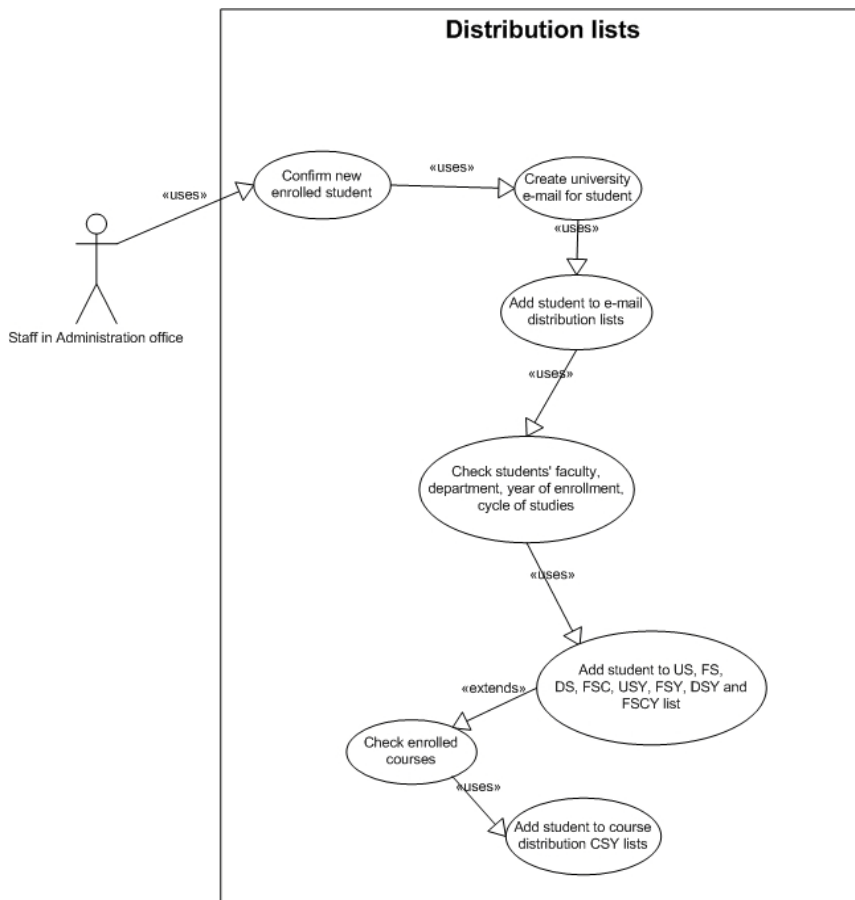 Distribution lists
Confirm new
enrolled student
«uses»
Create university
e-mail for student
«uses»
«uses»
Staff in Administration office
Add student to e-mail
distribution lists
«uses»
Check students' faculty,
department, year of enrollment,
cycle of studies
«uses»
Add student to US, FS,
DS, FSC, USY, FSY, DSY and
FSCY list
«extends»
Check enrolled
courses
«uses»
Add student to course
distribution CSY lists